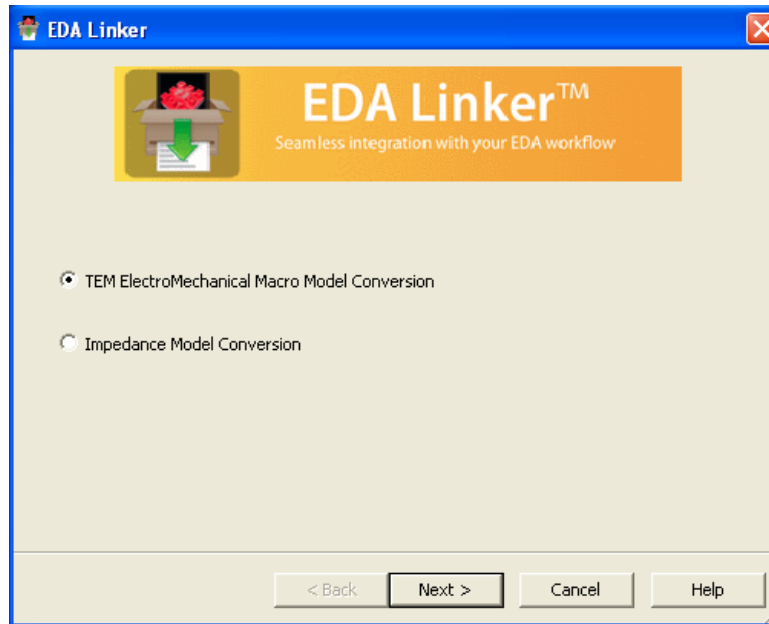 EDA Linker
EDA Linker™
Seamless integration with your EDA workflow
TEM ElectroMechanical Macro Model Conversion
Impedance Model Conversion
< Back Next > Cancel Help